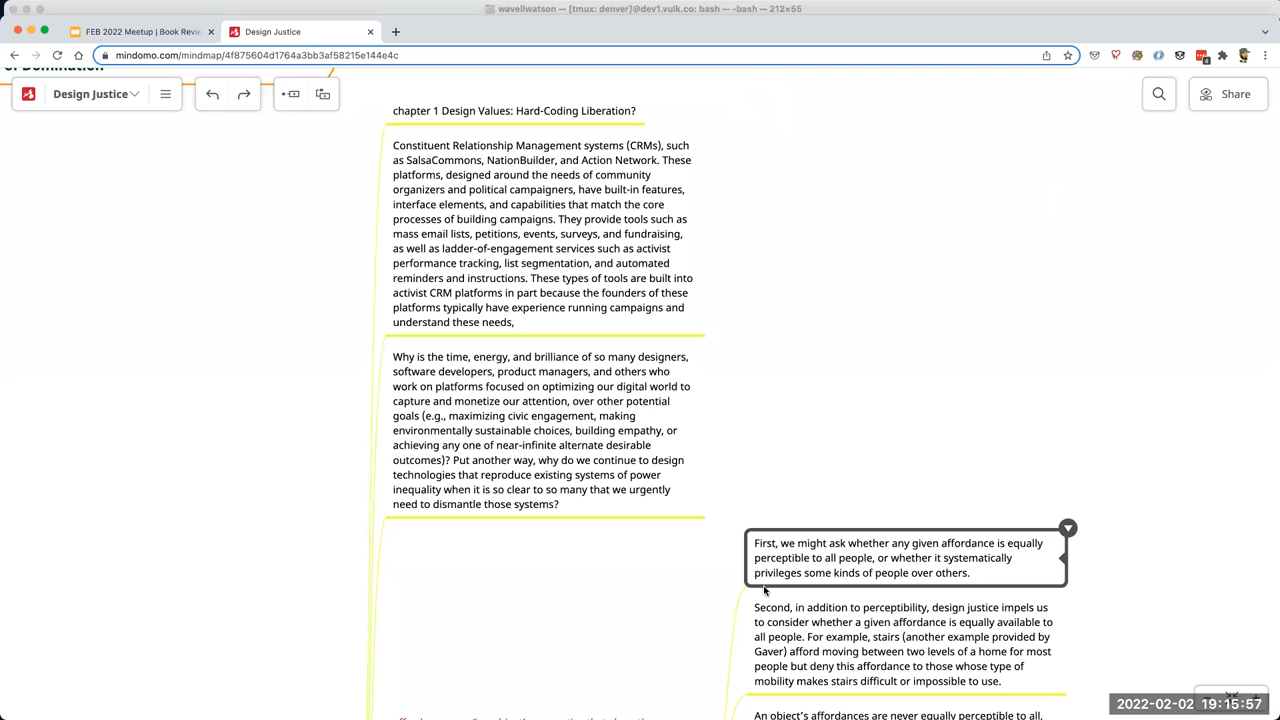 wavellwatson — [tmux: denver]@dev1.vulk.co: bash — -bash — 212×55
FEB 2022 Meetup | Book Revie
Design Justice
mindomo.com/mindmap/4f875604d1764a3bb3af58215e144e4c
of Domination
Design Justice
Share
chapter 1 Design Values: Hard-Coding Liberation?
Constituent Relationship Management systems (CRMs), such
as SalsaCommons, NationBuilder, and Action Network. These
platforms, designed around the needs of community
organizers and political campaigners, have built-in features,
interface elements, and capabilities that match the core
processes of building campaigns. They provide tools such as
mass email lists, petitions, events, surveys, and fundraising,
as well as ladder-of-engagement services such as activist
performance tracking, list segmentation, and automated
reminders and instructions. These types of tools are built into
activist CRM platforms in part because the founders of these
platforms typically have experience running campaigns and
understand these needs,
Why is the time, energy, and brilliance of so many designers,
software developers, product managers, and others who
work on platforms focused on optimizing our digital world to
capture and monetize our attention, over other potential
goals (e.g., maximizing civic engagement, making
environmentally sustainable choices, building empathy, or
achieving any one of near-infinite alternate desirable
outcomes)? Put another way, why do we continue to design
technologies that reproduce existing systems of power
inequality when it is so clear to so many that we urgently
need to dismantle those systems?
First, we might ask whether any given affordance is equally
perceptible to all people, or whether it systematically
privileges some kinds of people over others.
Second, in addition to perceptibility, design justice impels us
to consider whether a given affordance is equally available to
all people. For example, stairs (another example provided by
Gaver) afford moving between two levels of a home for most
people but deny this affordance to those whose type of
mobility makes stairs difficult or impossible to use.
An object's affordances are never equally perceptible to all,
2022-02-02 19:15:57